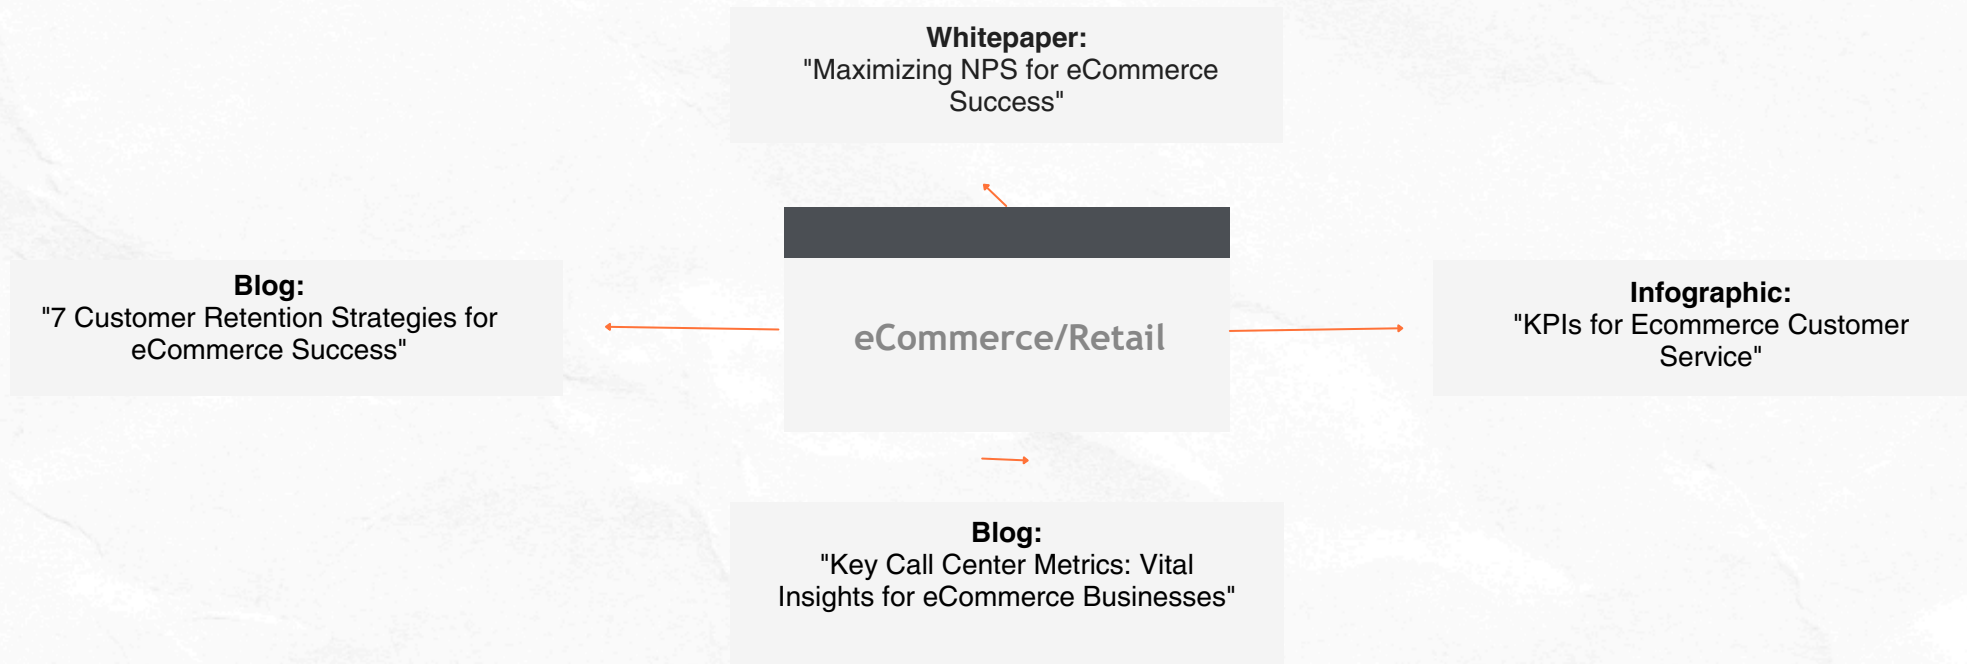 Whitepaper:
"Maximizing NPS for eCommerce
Success"
Blog:
"7 Customer Retention Strategies for
eCommerce Success"
eCommerce/Retail
Infographic:
"KPIs for Ecommerce Customer
Service"
Blog:
"Key Call Center Metrics: Vital
Insights for eCommerce Businesses"